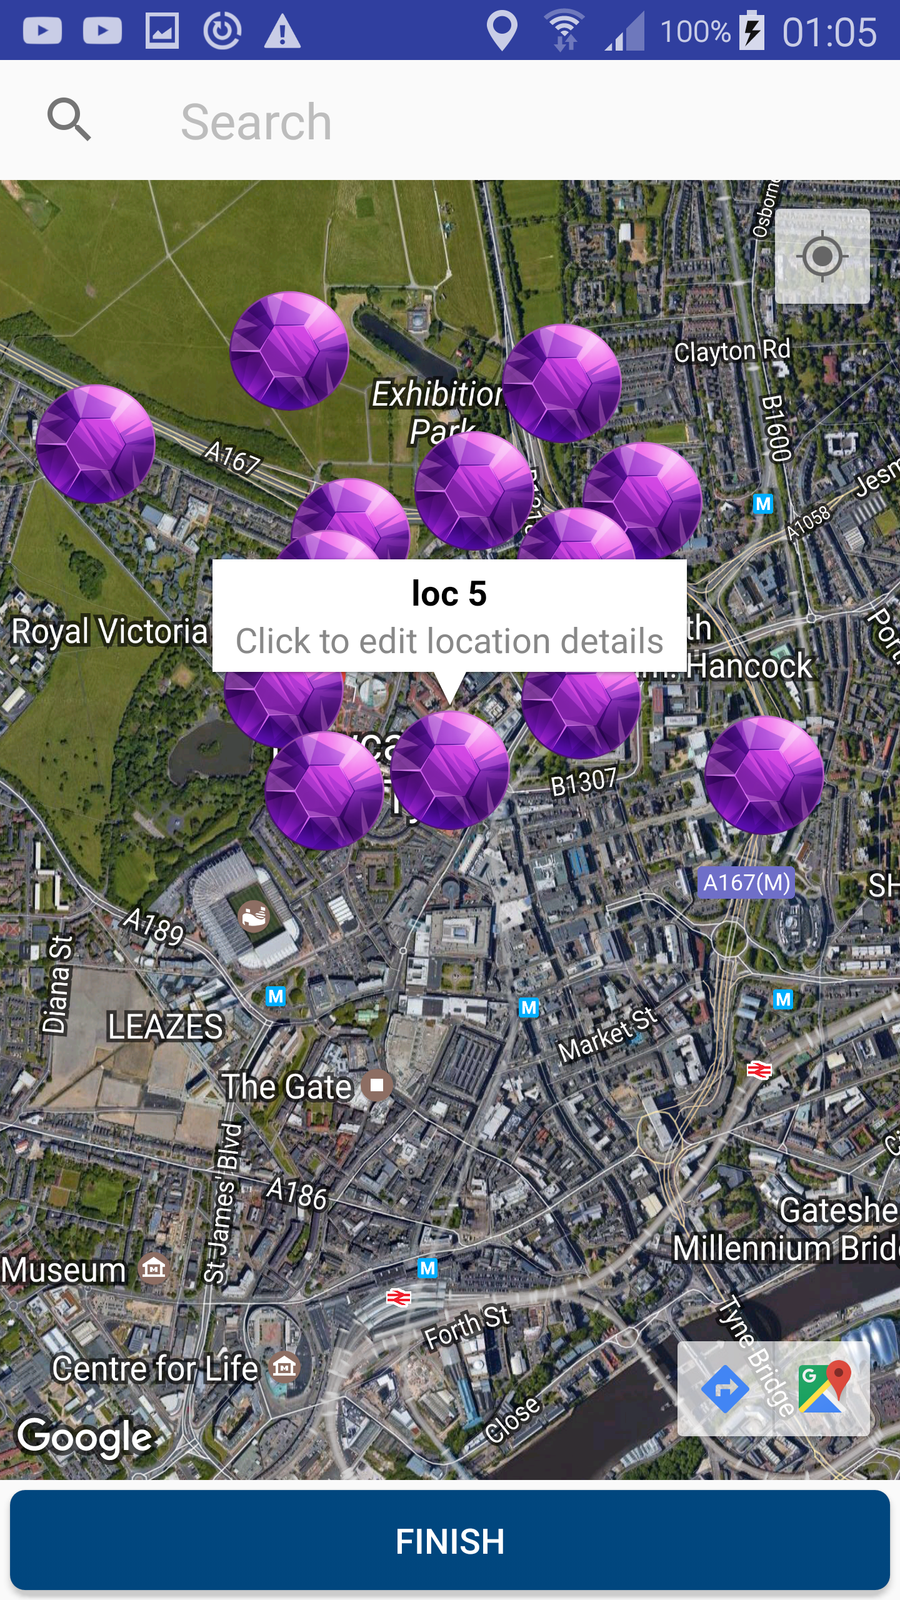 100% 01:05
Search
Osborne
Clayton Rd
Exhibition
Park
B1600
A167
Jesm
A1058
loc 5
Click to edit location details
Royal Victoria
th
Hancock
B1307
A167(M)
SH
A189
Diana St
M
M
M
M
LEAZES
Market St
The Gate
St James' Blvd
A186
Gateshe
Millennium Brid
Museum
M
Tyne Bridge
Forth St
Centre for Life
Close
G
Google
FINISH